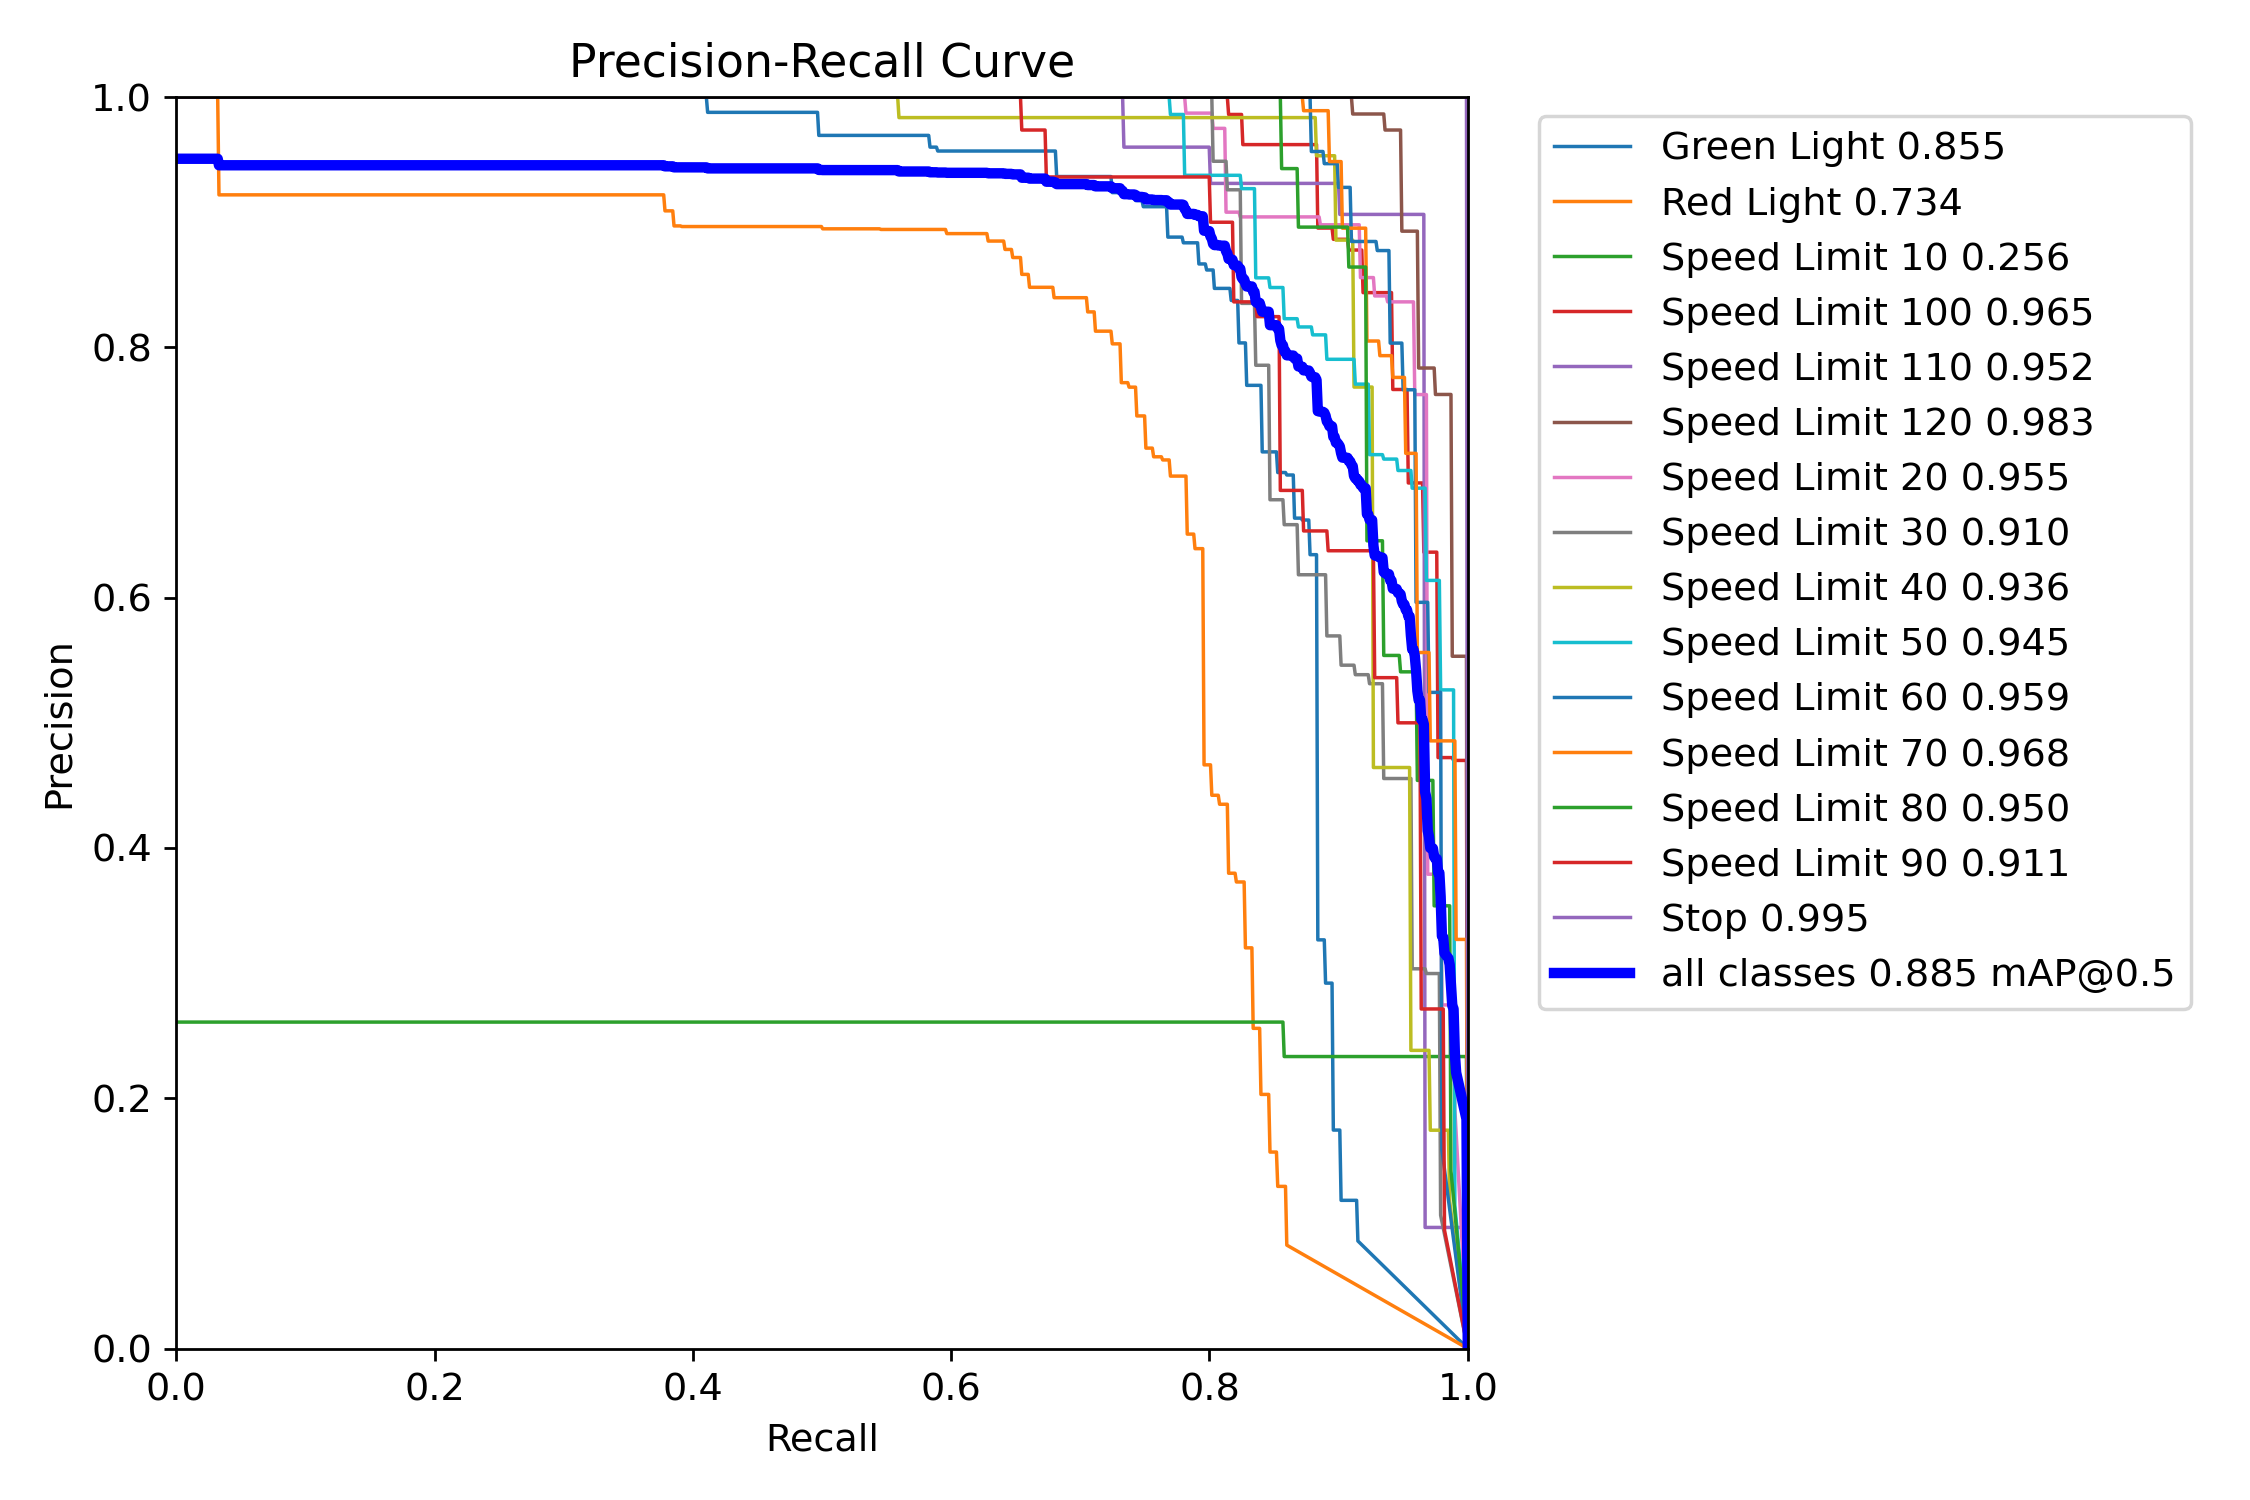 Precision-Recall Curve
1.0
0.8
0.6
0.4
0.2
0.0
Precision
0.0 0.2 0.4 0.6 0.8 1.0
Recall
Green Light 0.855
Red Light 0.734
Speed Limit 10 0.256
Speed Limit 100 0.965
Speed Limit 110 0.952
Speed Limit 120 0.983
Speed Limit 20 0.955
Speed Limit 30 0.910
Speed Limit 40 0.936
Speed Limit 50 0.945
Speed Limit 60 0.959
Speed Limit 70 0.968
Speed Limit 80 0.950
Speed Limit 90 0.911
Stop 0.995
all classes 0.885 mAP@0.5